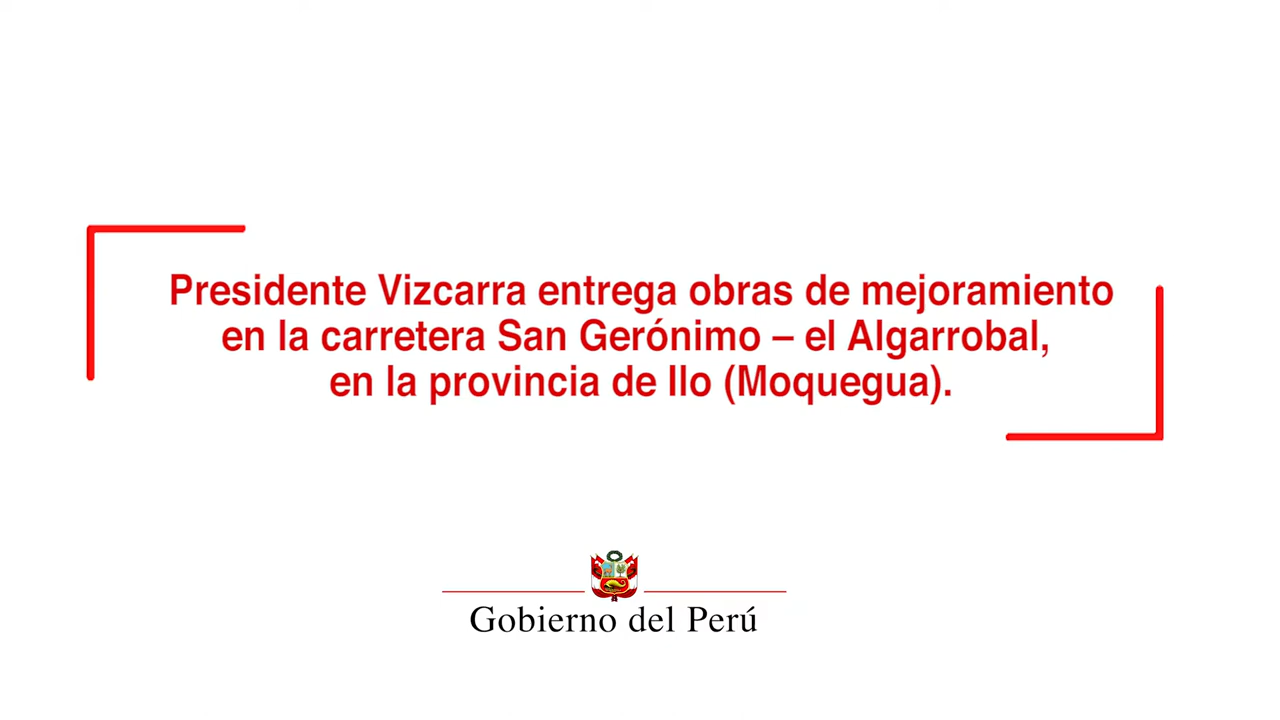 Presidente Vizcarra entrega obras de mejoramiento
en la carretera San Gerónimo – el Algarrobal,
en la provincia de Ilo (Moquegua).
Gobierno del Perú